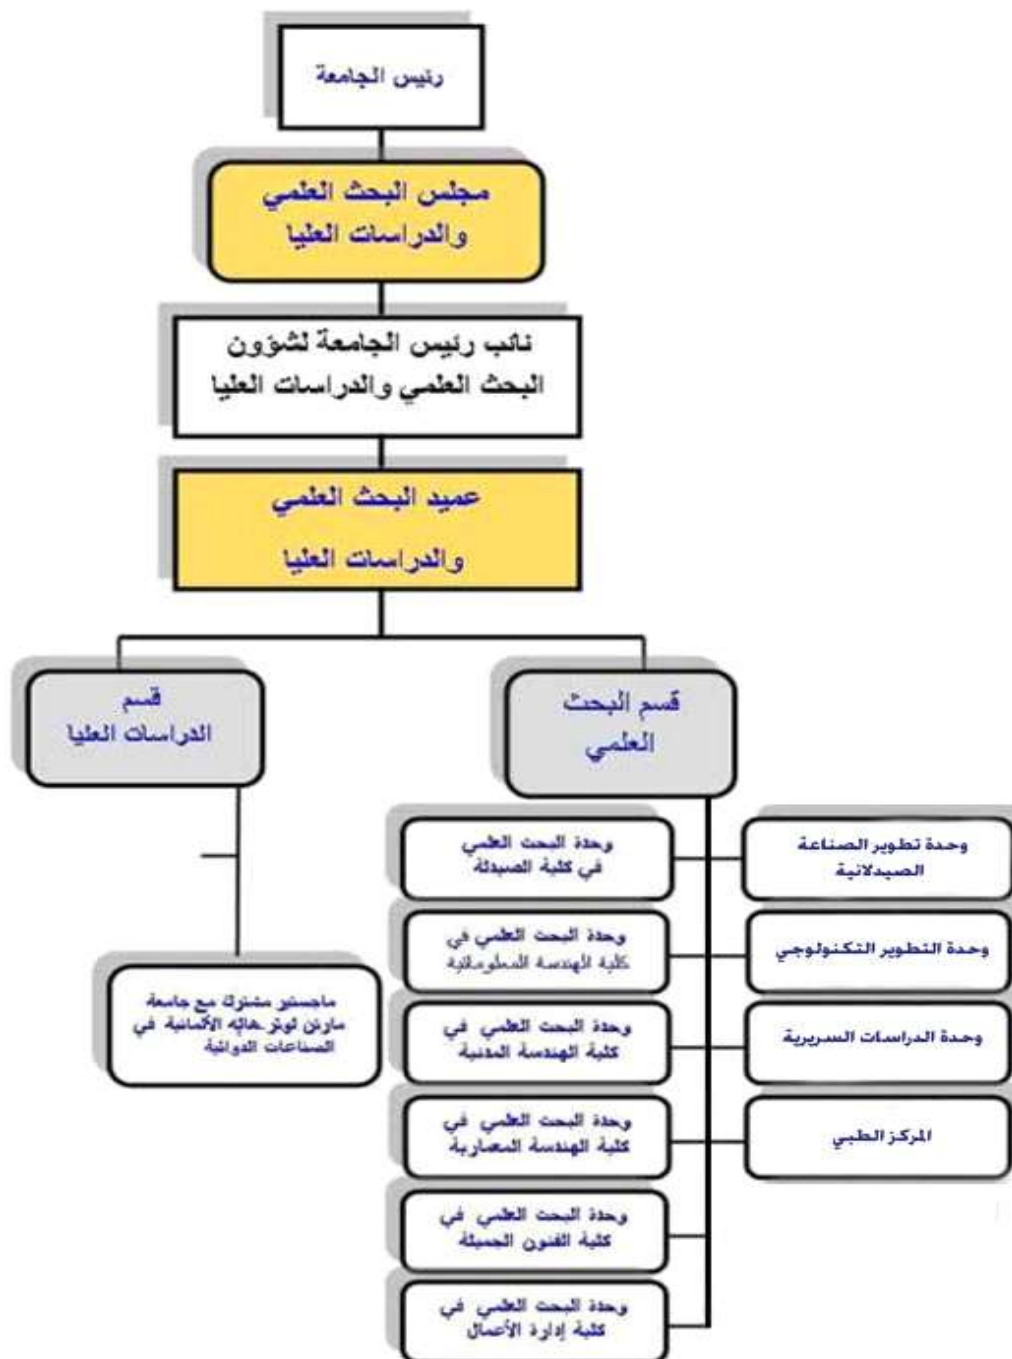 رئيس الجامعة
مجلس البحث العلمي
والدراسات العليا
نائب رئيس الجامعة لشؤون
البحث العلمي والدراسات العليا
عميد البحث العلمي
والدراسات العليا
قسم البحث
العلمي
قسم
الدراسات العليا
وحدة تطوير الصناعة
الصيدلانية
وحدة البحث العلمي
في كلية الصيدلة
وحدة التطوير التكنولوجي
وحدة البحث العلمي في
كلية الهندسة المعلوماتية
وحدة الدراسات السريرية
وحدة البحث العلمي في
كلية الهندسة المدنية
المركز الطبي
وحدة البحث العلمي في
كلية الهندسة المعمارية
وحدة البحث العلمي في
كلية الفنون الجميلة
وحدة البحث العلمي في
كلية إدارة الأعمال
ماجستير مشترك مع جامعة
مارتن لوثر هاله الألمانية في
الصناعات الدوائية